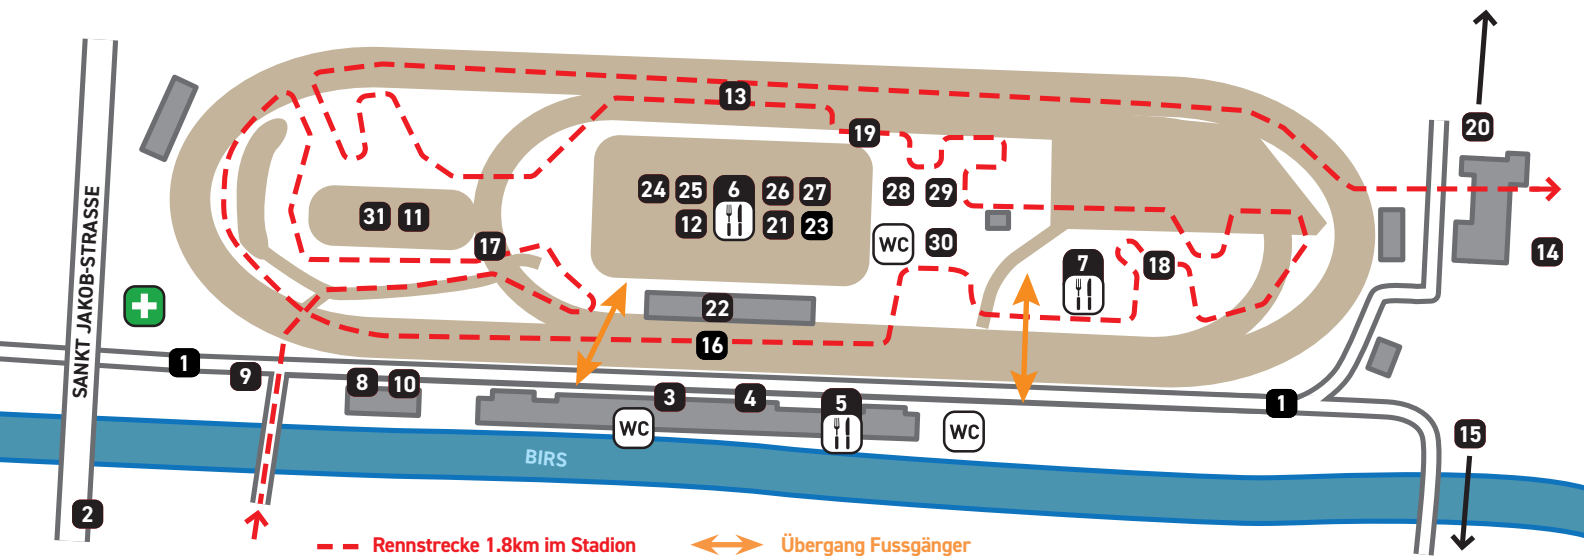 20
13
19
24 25 6 26 27 28 29
31 11 12 21 23
17 WC 30
14
7 18
SANKT JAKOB-STRASSE
22
16
1
9 8 10
3 4 5 1
WC WC
15
BIRS
2
Rennstrecke 1.8km im Stadion
Übergang Fussgänger